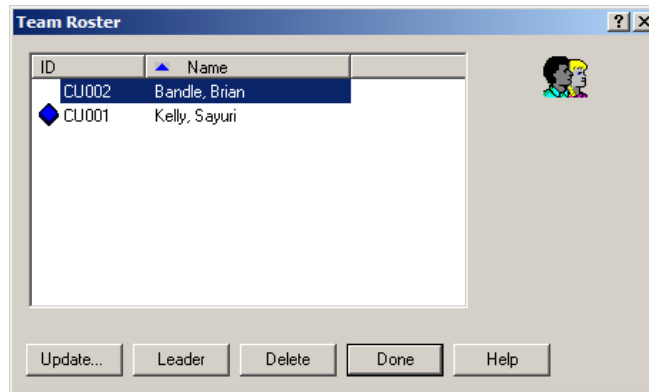 Team Roster
ID Name
CU002 Bandle, Brian
CU001 Kelly, Sayuri
Update... Leader Delete Done Help